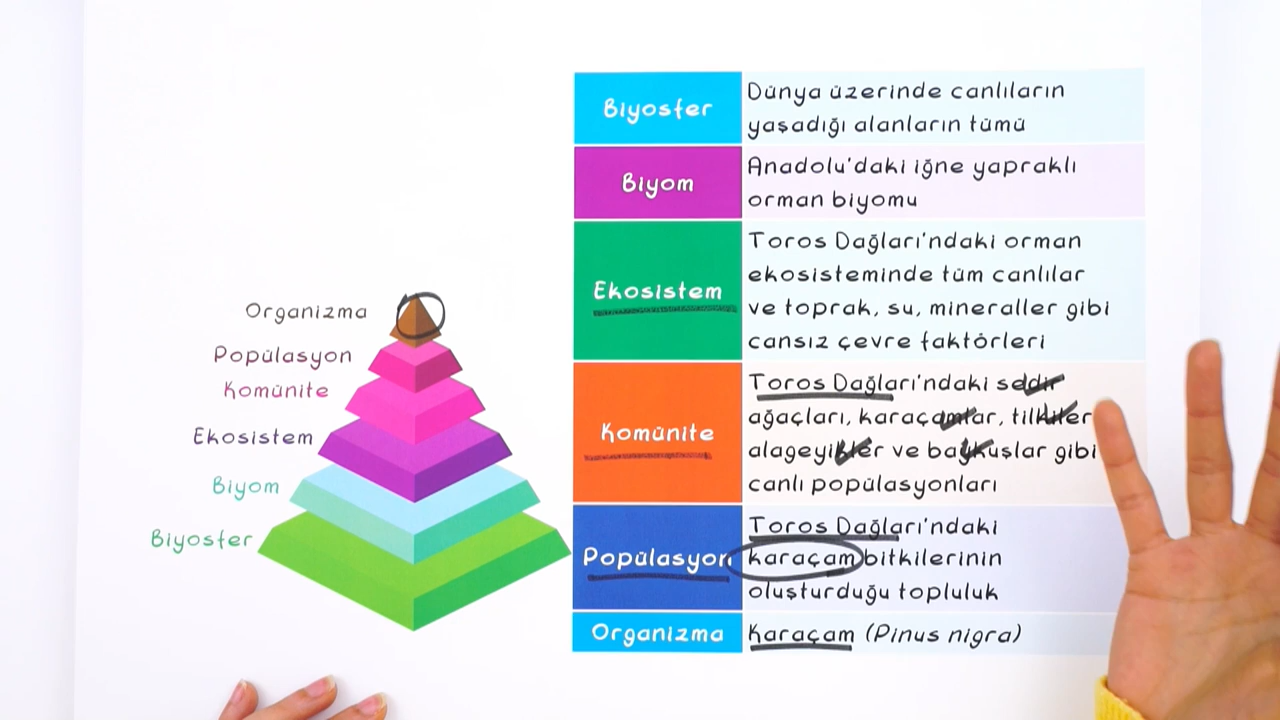 Organizma
Popülasyon
Komünite
Ekosistem
Biyom
Biyosfer
Biyosfer
Dünya üzerinde canlıların
yaşadığı alanların tümü
Biyom
Anadolu'daki iğne yapraklı
orman biyomu
Ekosistem
Toros Dağları'ndaki orman
ekosisteminde tüm canlılar
ve toprak, su, mineraller gibi
cansız çevre faktörleri
Komünite
Toros Dağları'ndaki sedir
ağaçları, karaçamlar, tilkiler
alageyikler ve baykuşlar gibi
canlı popülasyonları
Popülasyon
Toros Dağları'ndaki
karaçam bitkilerinin
oluşturduğu topluluk
Organizma
Karaçam (Pinus nigra)